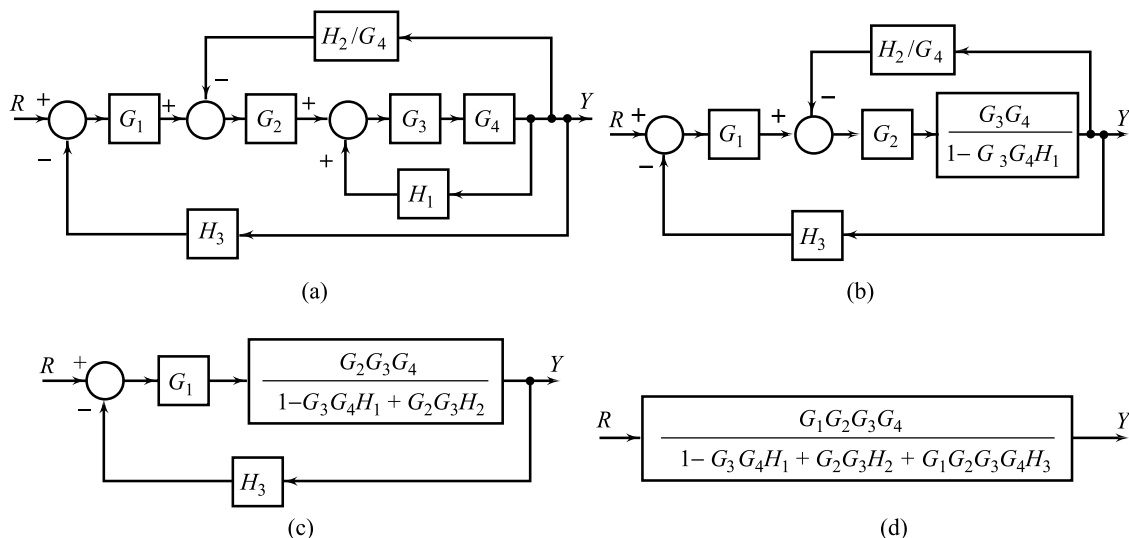 H₂/G₄
R + G₁ + − G₂ + G₃ G₄ Y
− +
H₁
H₃
(a)
H₂/G₄
R + G₁ + − G₂ G₃G₄ / 1− G₃G₄H₁ Y
−
H₃
(b)
R + G₁ G₂G₃G₄ / 1−G₃G₄H₁ + G₂G₃H₂ Y
−
H₃
(c)
R G₁G₂G₃G₄ / 1− G₃G₄H₁ + G₂G₃H₂ + G₁G₂G₃G₄H₃ Y
(d)